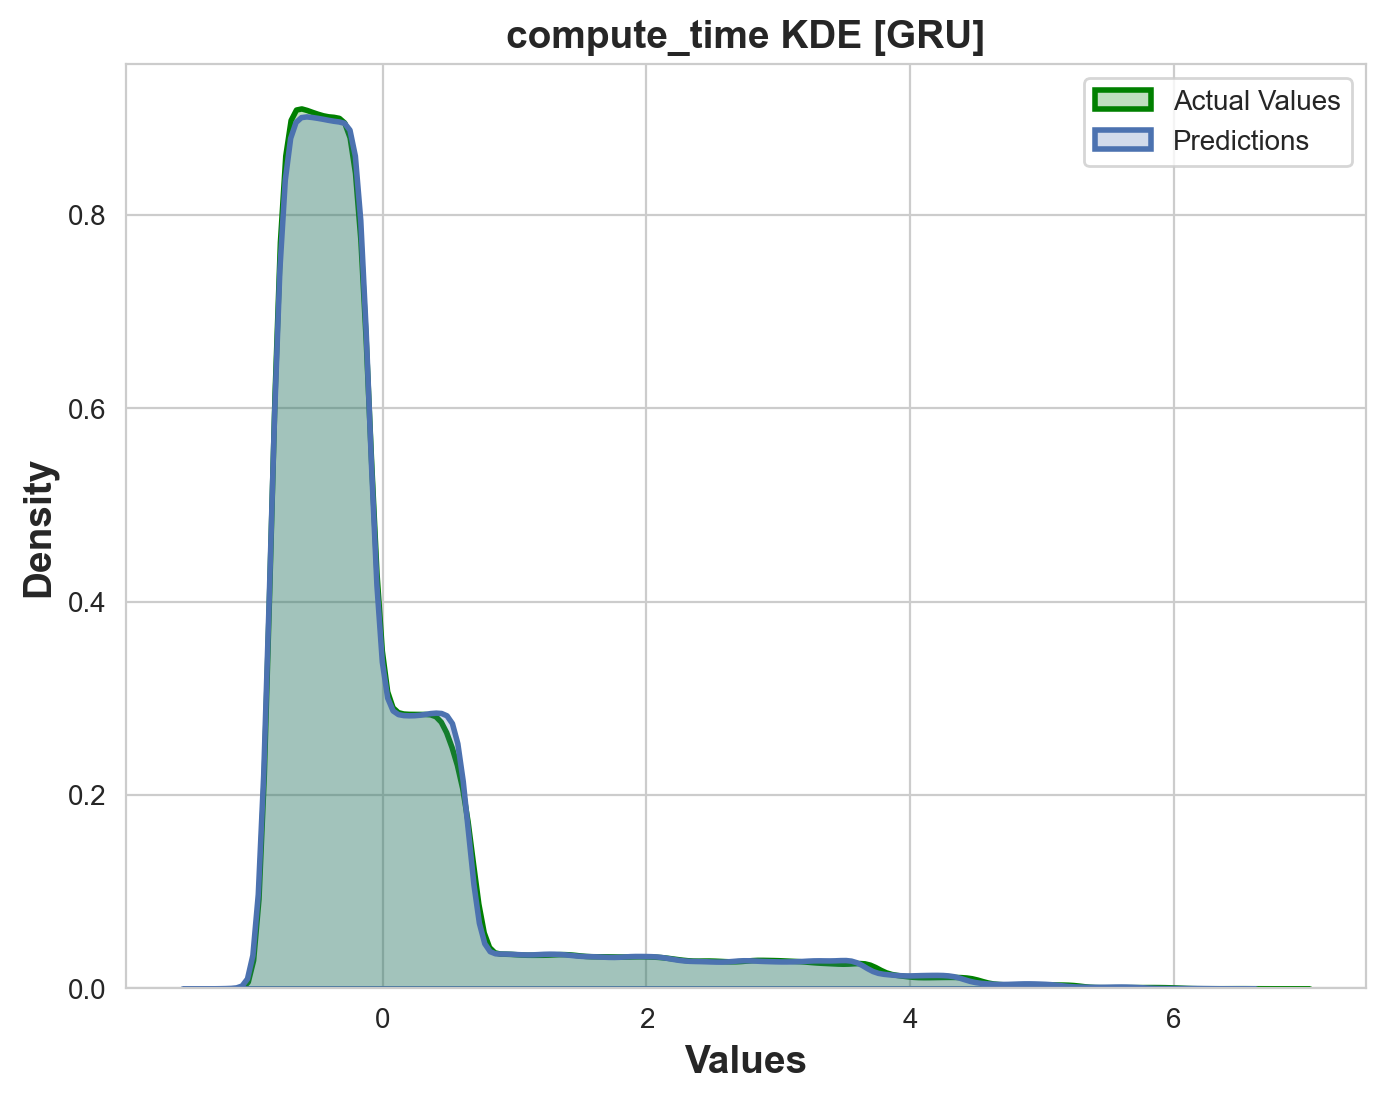 compute_time KDE [GRU]
Actual Values
Predictions
Density
0.8
0.6
0.4
0.2
0.0
0 2 4 6
Values